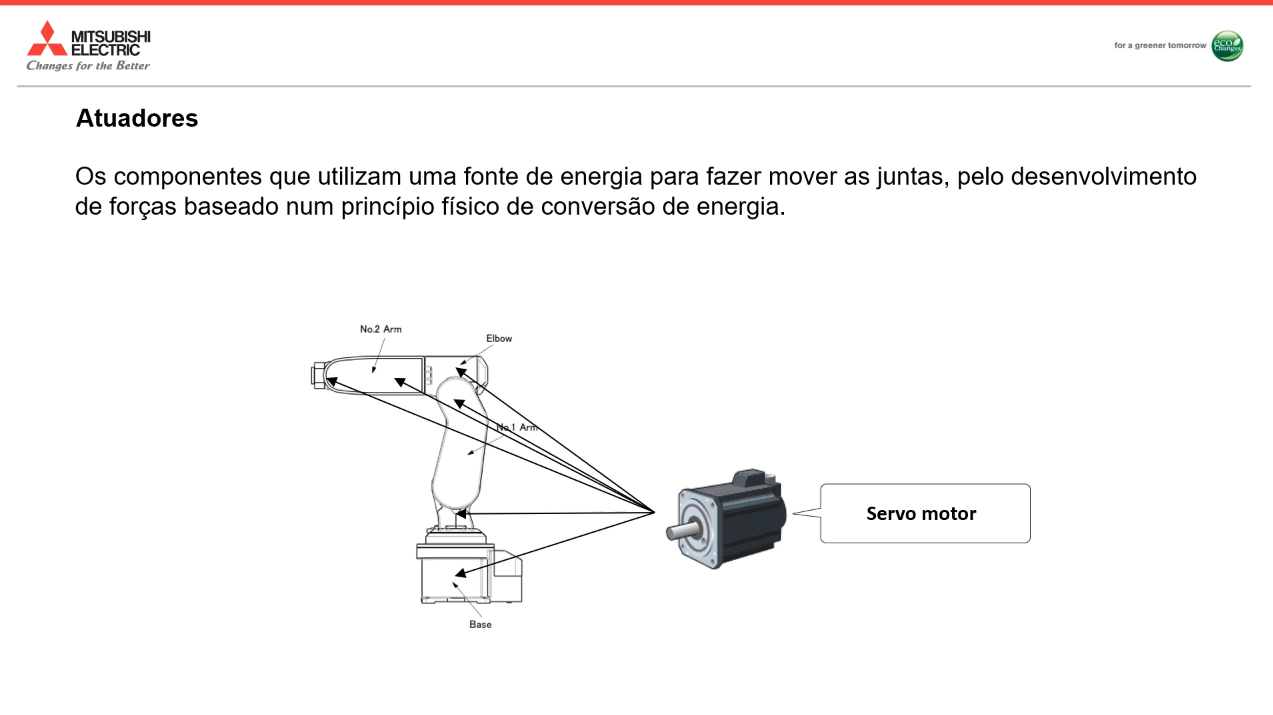 MITSUBISHI
ELECTRIC
Changes for the Better
for a greener tomorrow
eco
Changes
Atuadores
Os componentes que utilizam uma fonte de energia para fazer mover as juntas, pelo desenvolvimento
de forças baseado num princípio físico de conversão de energia.
No.2 Arm
Elbow
No.1 Arm
Servo motor
Base